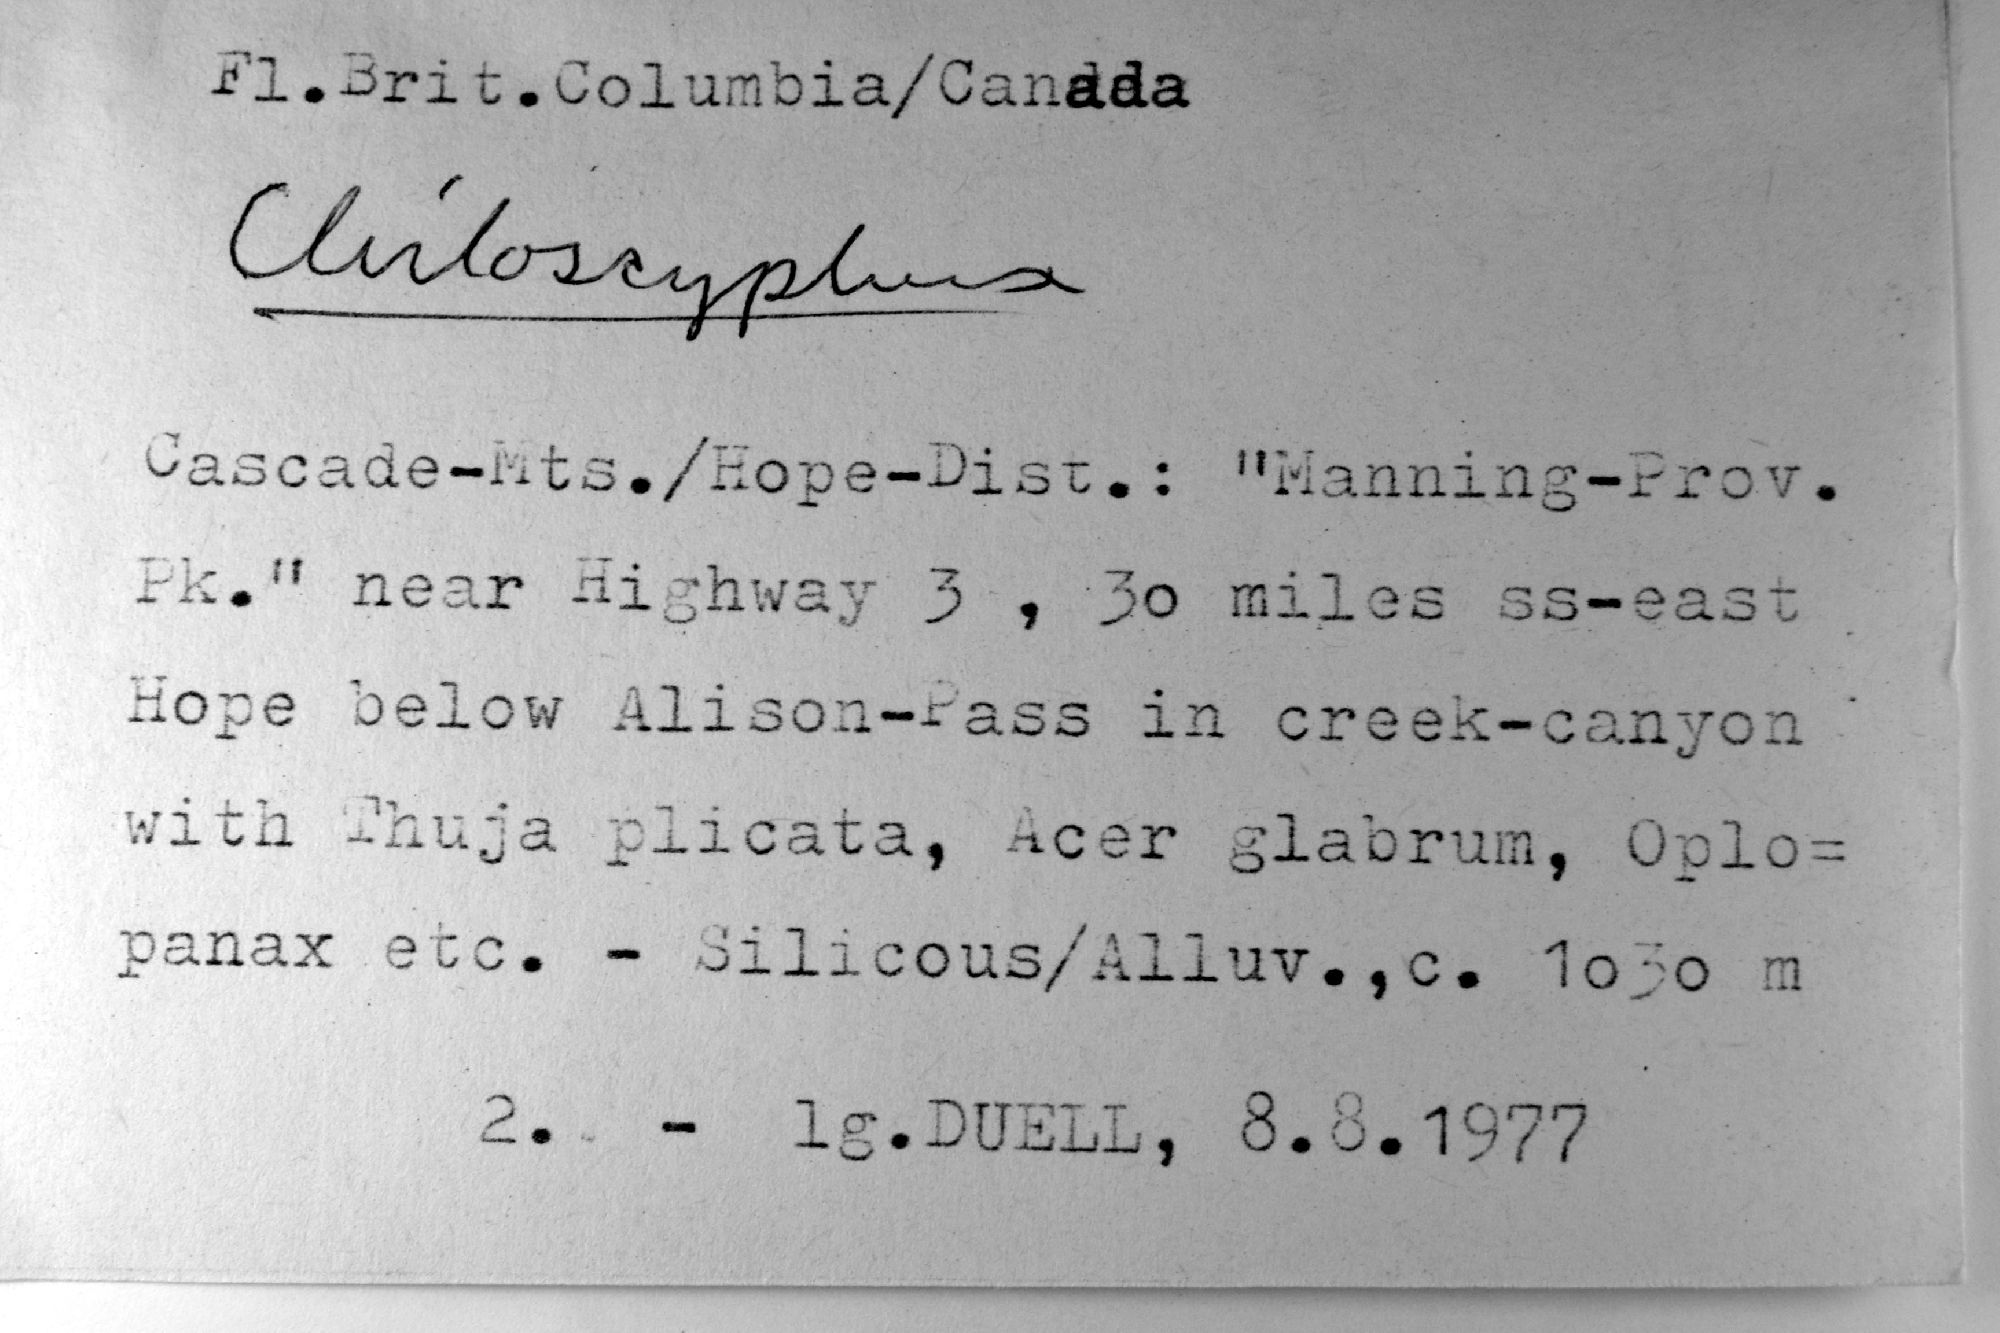 Fl.Brit.Columbia/Canada
Chiloscyphus
Cascade-Mts./Hope-Dist.: "Manning-Prov.
Pk." near Highway 3 , 3o miles ss-east
Hope below Alison-Pass in creek-canyon
with Thuja plicata, Acer glabrum, Oplo=
panax etc. - Silicous/Alluv.,c. 1o3o m
2. - lg.DUELL, 8.8.1977